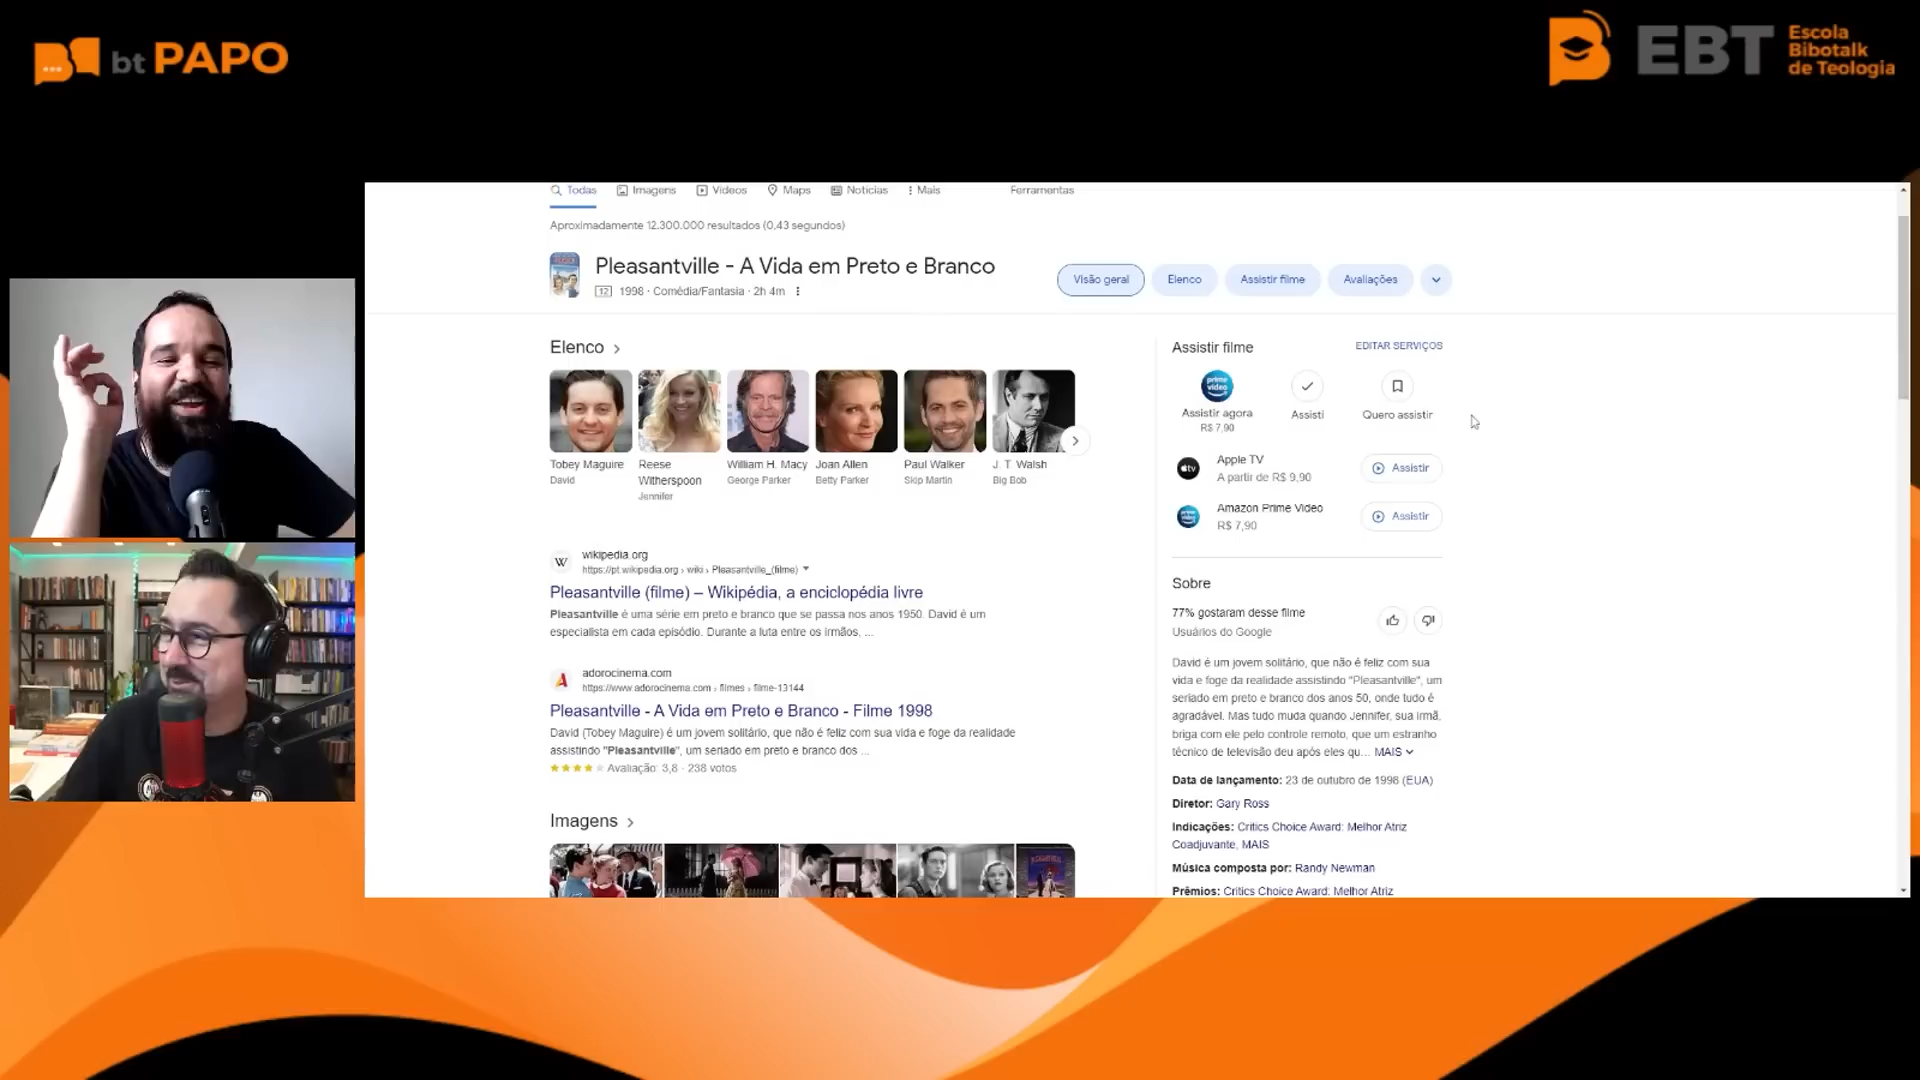 bt PAPO
EBT
Escola
Bibotalk
de Teologia
Todas Imagens Vídeos Maps Notícias Mais Ferramentas
Aproximadamente 12.300.000 resultados (0,43 segundos)
Pleasantville - A Vida em Preto e Branco
12 1998 · Comédia/Fantasia · 2h 4m
Visão geral Elenco Assistir filme Avaliações
Elenco
Tobey Maguire
David
Reese
Witherspoon
Jennifer
William H. Macy
George Parker
Joan Allen
Betty Parker
Paul Walker
Skip Martin
J. T. Walsh
Big Bob
wikipedia.org
https://pt.wikipedia.org › wiki › Pleasantville_(filme)
Pleasantville (filme) – Wikipédia, a enciclopédia livre
Pleasantville é uma série em preto e branco que se passa nos anos 1950. David é um
especialista em cada episódio. Durante a luta entre os irmãos, ...
adorocinema.com
https://www.adorocinema.com › filmes › filme-13144
Pleasantville - A Vida em Preto e Branco - Filme 1998
David (Tobey Maguire) é um jovem solitário, que não é feliz com sua vida e foge da realidade
assistindo "Pleasantville", um seriado em preto e branco dos ...
Avaliação: 3,8 · 238 votos
Imagens
Assistir filme EDITAR SERVIÇOS
prime video
Assistir agora
R$ 7,90
Assisti
Quero assistir
tv
Apple TV
A partir de R$ 9,90
Assistir
prime video
Amazon Prime Video
R$ 7,90
Assistir
Sobre
77% gostaram desse filme
Usuários do Google
David é um jovem solitário, que não é feliz com sua
vida e foge da realidade assistindo "Pleasantville", um
seriado em preto e branco dos anos 50, onde tudo é
agradável. Mas tudo muda quando Jennifer, sua irmã,
briga com ele pelo controle remoto, que um estranho
técnico de televisão deu após eles qu... MAIS
Data de lançamento: 23 de outubro de 1998 (EUA)
Diretor: Gary Ross
Indicações: Critics Choice Award: Melhor Atriz
Coadjuvante, MAIS
Música composta por: Randy Newman
Prêmios: Critics Choice Award: Melhor Atriz